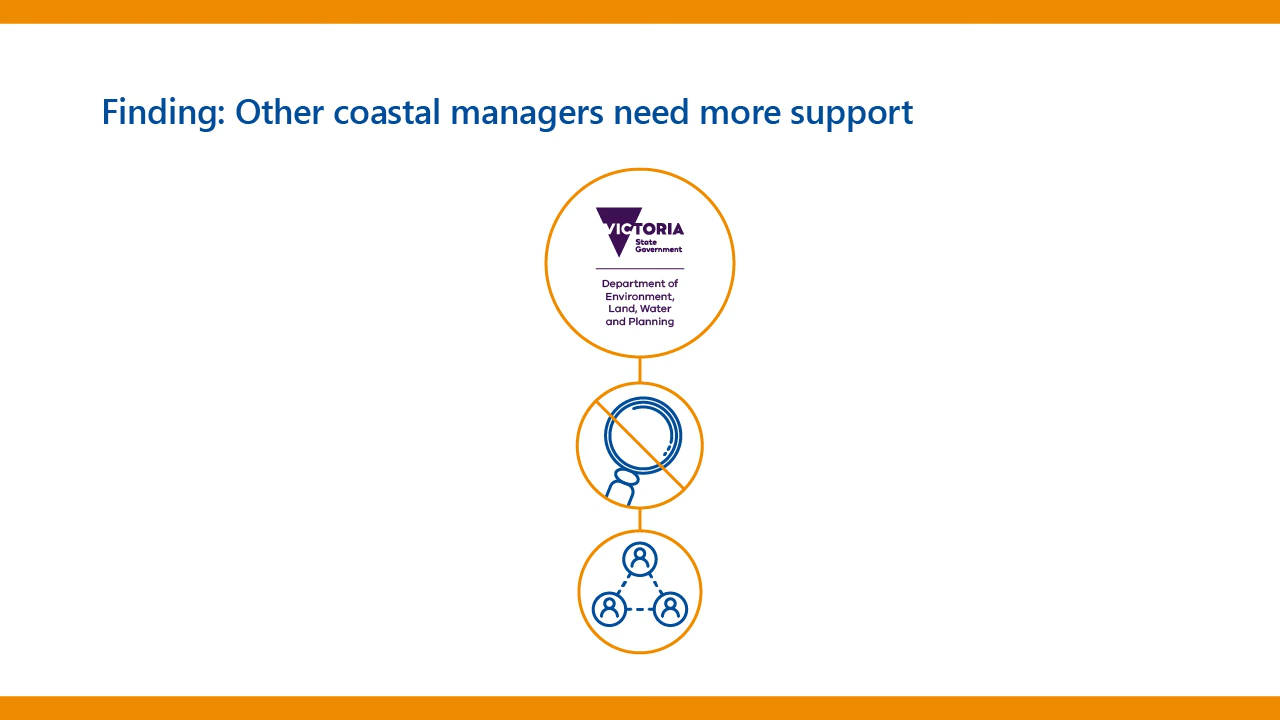 Finding: Other coastal managers need more support
VICTORIA
State
Government
Department of
Environment,
Land, Water
and Planning